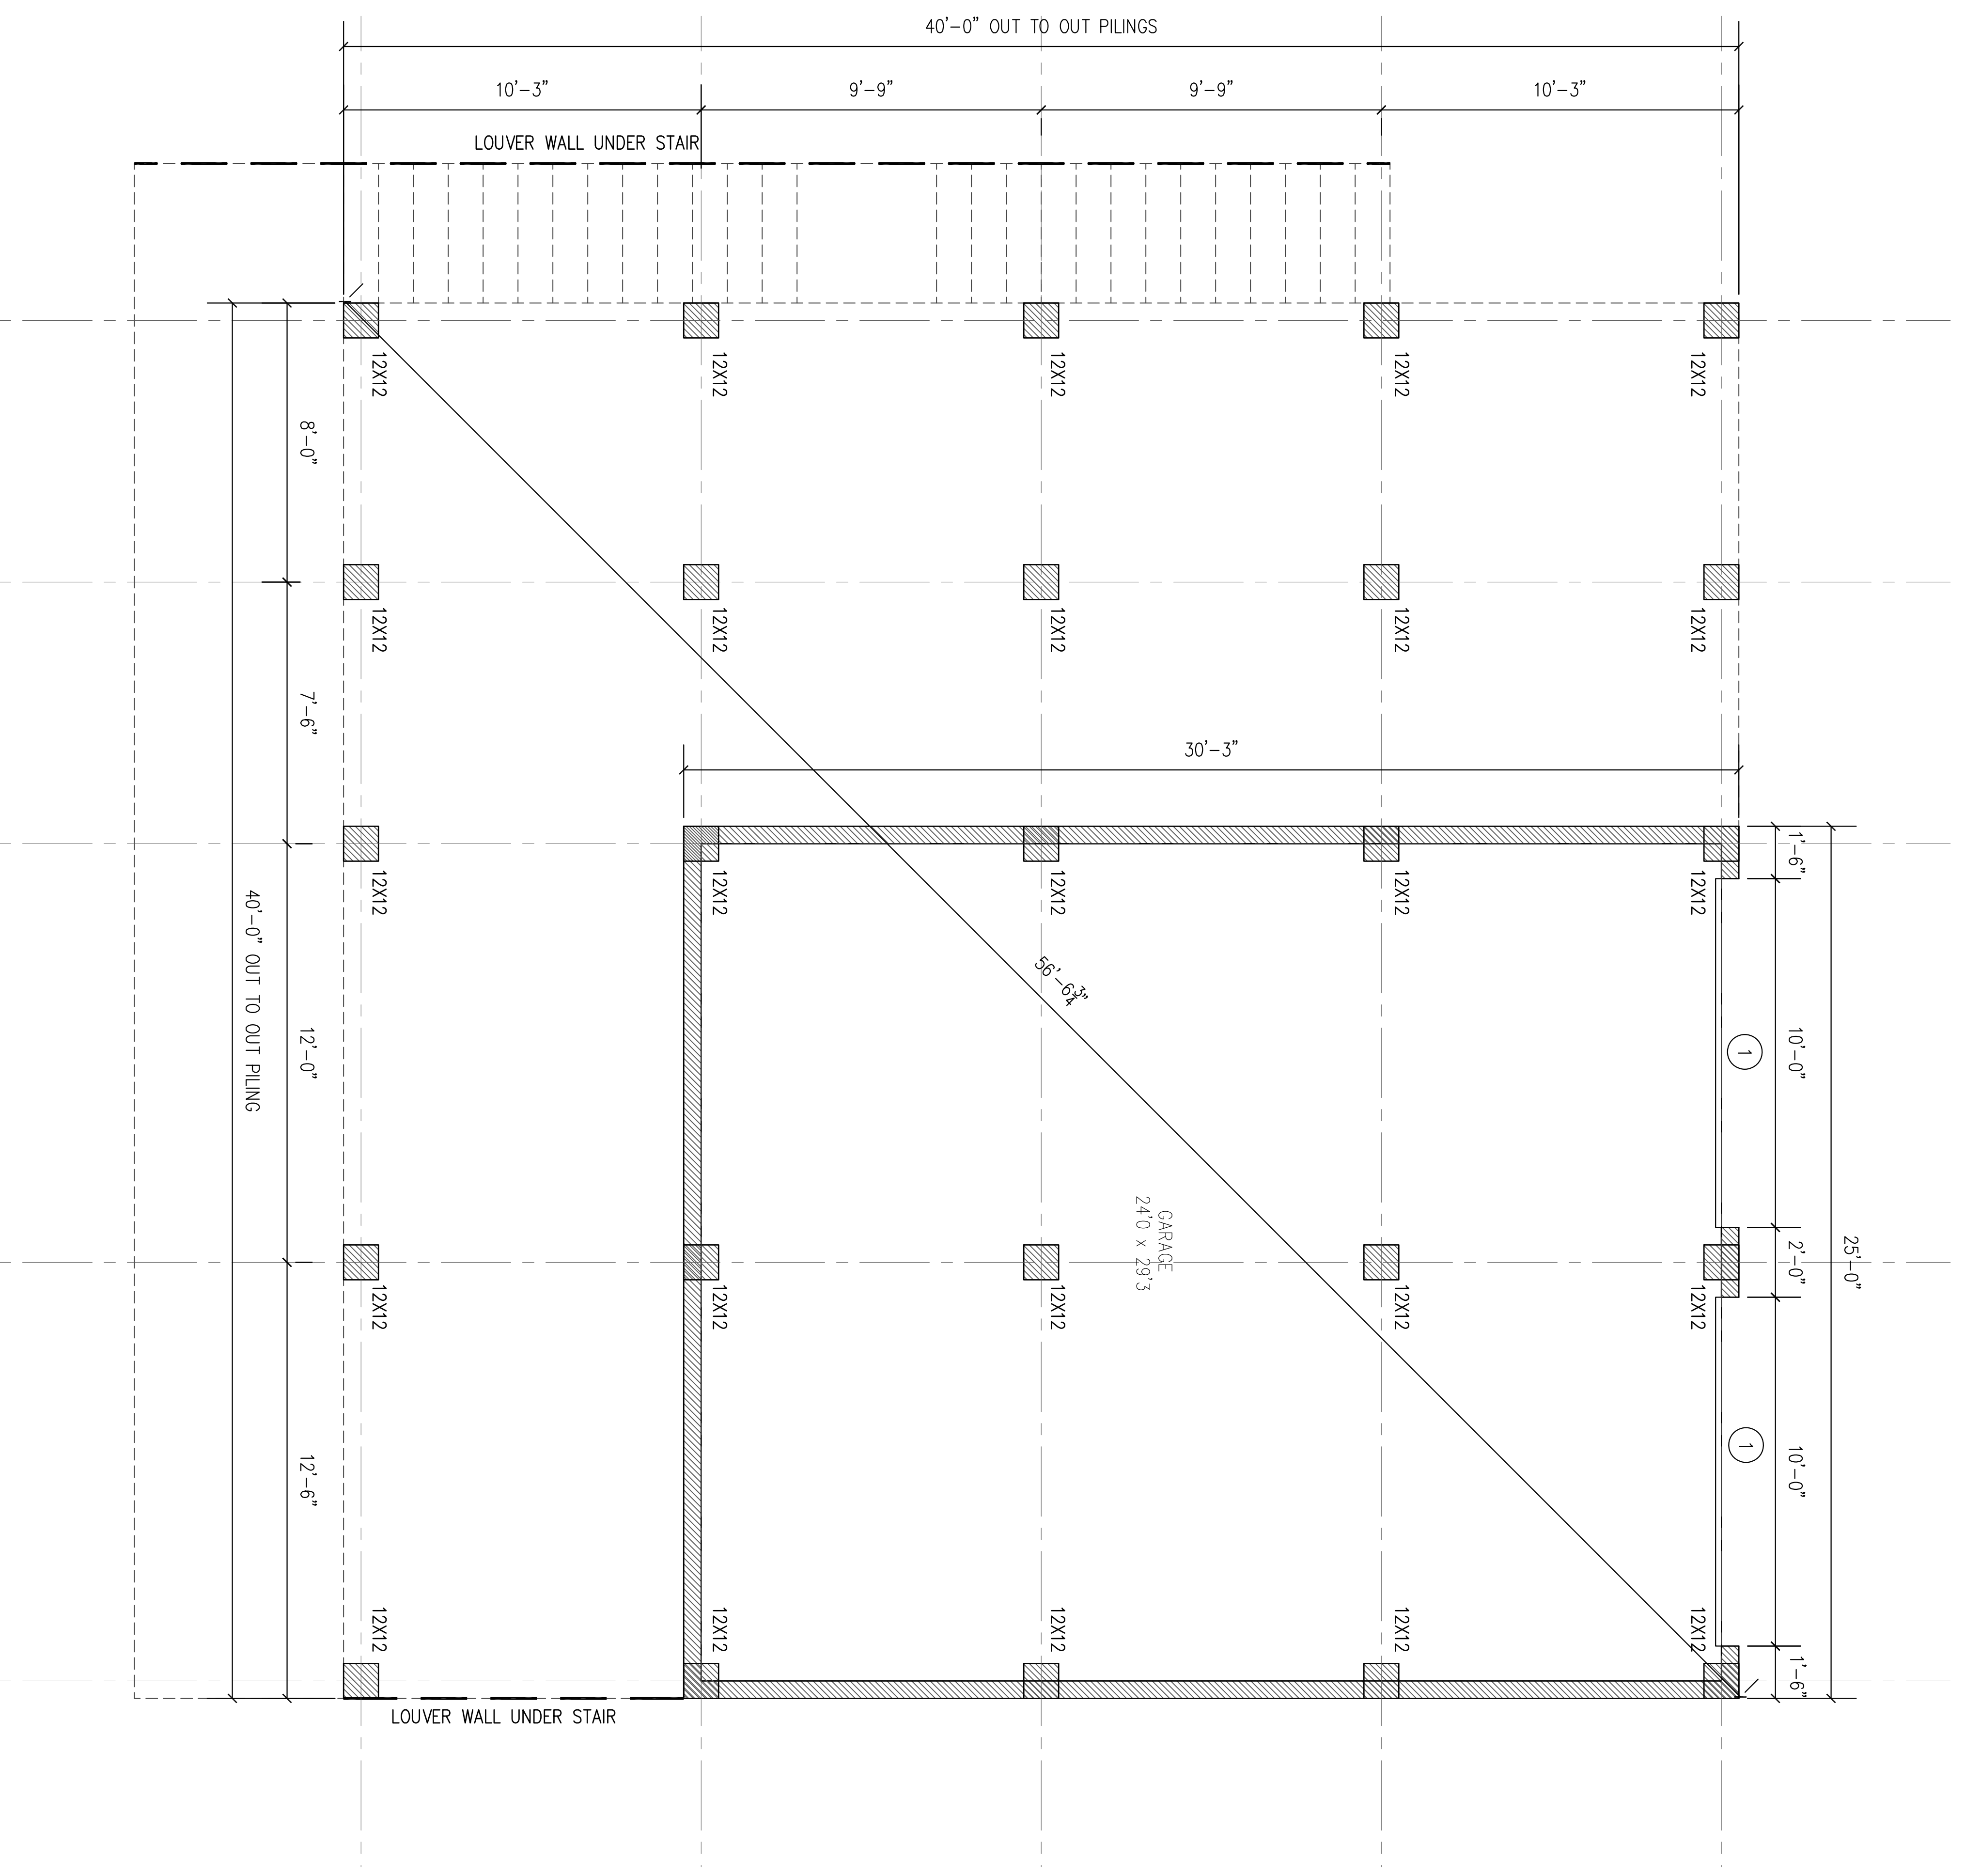 40'-0" OUT TO OUT PILINGS
10'-3"
9'-9"
9'-9"
10'-3"
LOUVER WALL UNDER STAIR
12X12
12X12
12X12
12X12
12X12
8'-0"
12X12
12X12
12X12
12X12
12X12
7'-6"
30'-3"
1'-6"
12X12
12X12
12X12
12X12
12X12
40'-0" OUT TO OUT PILING
12'-0"
56'-6 3/4"
1
10'-0"
GARAGE
24'0 x 29'3
2'-0"
25'-0"
12X12
12X12
12X12
12X12
12X12
12'-6"
1
10'-0"
12X12
12X12
12X12
12X12
12X12
1'-6"
LOUVER WALL UNDER STAIR